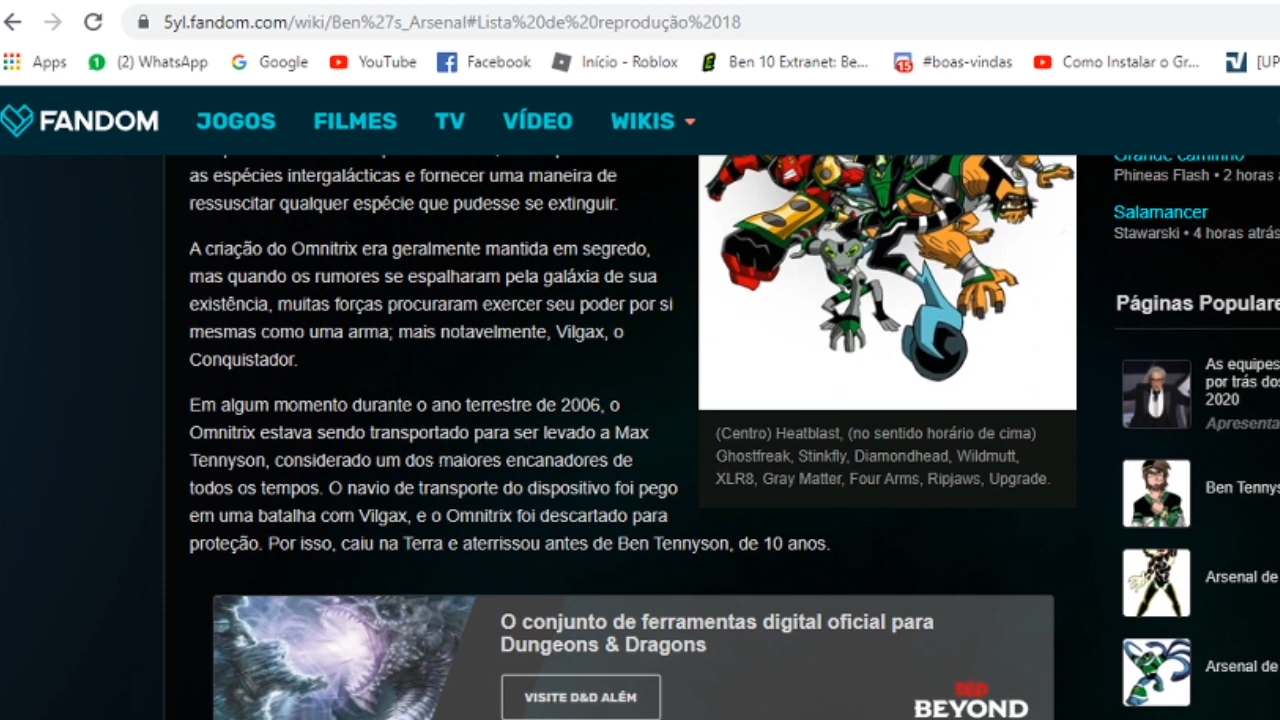 5yl.fandom.com/wiki/Ben%27s_Arsenal#Lista%20de%20reprodução%2018
Apps
1 (2) WhatsApp
Google
YouTube
Facebook
Início - Roblox
Ben 10 Extranet: Be...
15 #boas-vindas
Como Instalar o Gr...
[UP
FANDOM
JOGOS
FILMES
TV
VÍDEO
WIKIS
as espécies intergalácticas e fornecer uma maneira de
ressuscitar qualquer espécie que pudesse se extinguir.
A criação do Omnitrix era geralmente mantida em segredo,
mas quando os rumores se espalharam pela galáxia de sua
existência, muitas forças procuraram exercer seu poder por si
mesmas como uma arma; mais notavelmente, Vilgax, o
Conquistador.
Em algum momento durante o ano terrestre de 2006, o
Omnitrix estava sendo transportado para ser levado a Max
Tennyson, considerado um dos maiores encanadores de
todos os tempos. O navio de transporte do dispositivo foi pego
em uma batalha com Vilgax, e o Omnitrix foi descartado para
proteção. Por isso, caiu na Terra e aterrissou antes de Ben Tennyson, de 10 anos.
(Centro) Heatblast, (no sentido horário de cima)
Ghostfreak, Stinkfly, Diamondhead, Wildmutt,
XLR8, Gray Matter, Four Arms, Ripjaws, Upgrade.
O conjunto de ferramentas digital oficial para
Dungeons & Dragons
VISITE D&D ALÉM
D&D
BEYOND
Grande caminho
Phineas Flash • 2 horas a
Salamancer
Stawarski • 4 horas atrás
Páginas Populare
As equipes
por trás dos
2020
Apresenta
Ben Tennys
Arsenal de
Arsenal de